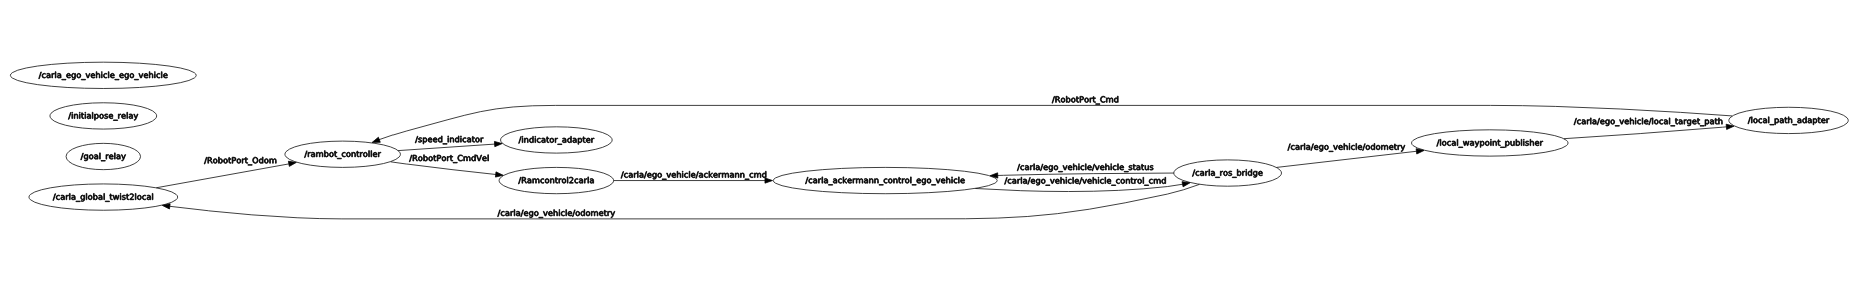 /carla_ego_vehicle_ego_vehicle
/initialpose_relay
/goal_relay
/carla_global_twist2local
/RobotPort_Odom
/rambot_controller
/speed_indicator
/RobotPort_CmdVel
/indicator_adapter
/Ramcontrol2carla
/carla/ego_vehicle/ackermann_cmd
/carla/ego_vehicle/odometry
/carla_ackermann_control_ego_vehicle
/carla/ego_vehicle/vehicle_status
/carla/ego_vehicle/vehicle_control_cmd
/RobotPort_Cmd
/carla_ros_bridge
/carla/ego_vehicle/odometry
/local_waypoint_publisher
/carla/ego_vehicle/local_target_path
/local_path_adapter